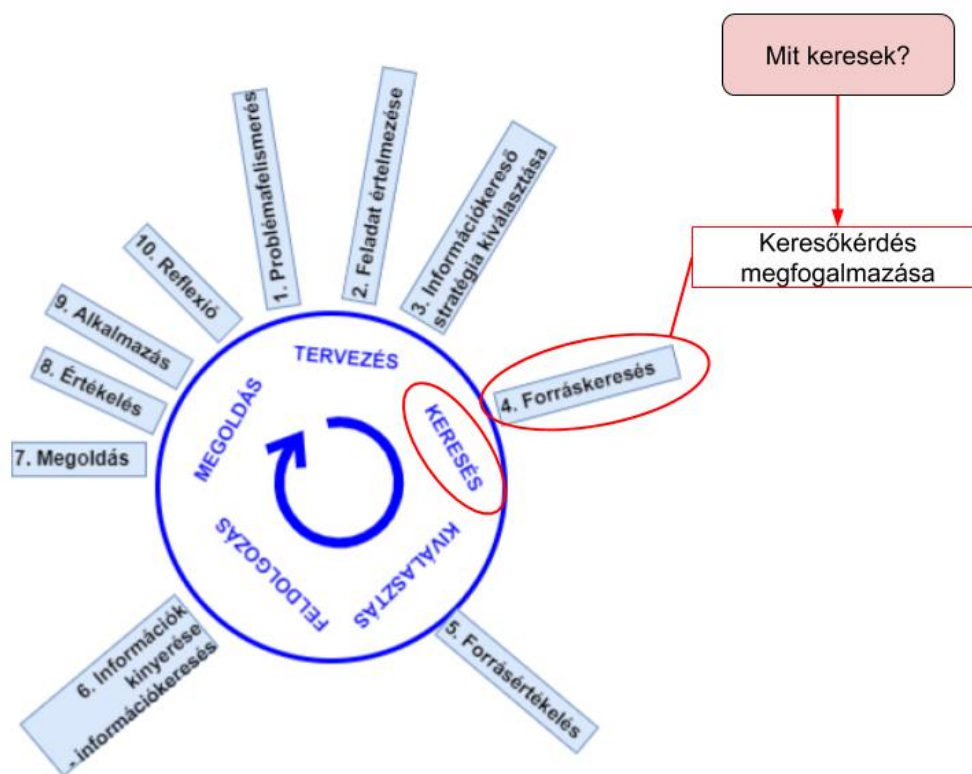 Mit keresek?
Keresőkérdés
megfogalmazása
1. Problémafelismerés
2. Feladat értelmezése
3. Információkereső
stratégia kiválasztása
4. Forráskeresés
5. Forrásértékelés
6. Információk
kinyerése
- információkeresés
7. Megoldás
8. Értékelés
9. Alkalmazás
10. Reflexió
TERVEZÉS
KERESÉS
KIVÁLASZTÁS
FELDOLGOZÁS
MEGOLDÁS